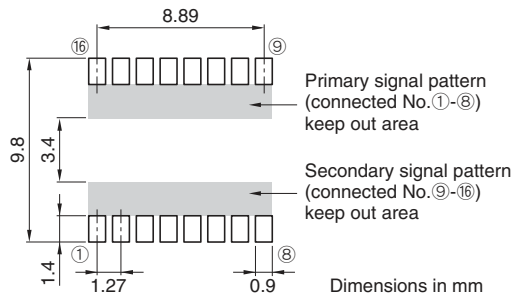 8.89
⑯ ⑨
Primary signal pattern
(connected No.①-⑧)
keep out area
9.8
3.4
Secondary signal pattern
(connected No.⑨-⑯)
keep out area
① ⑧
1.4
1.27 0.9 Dimensions in mm